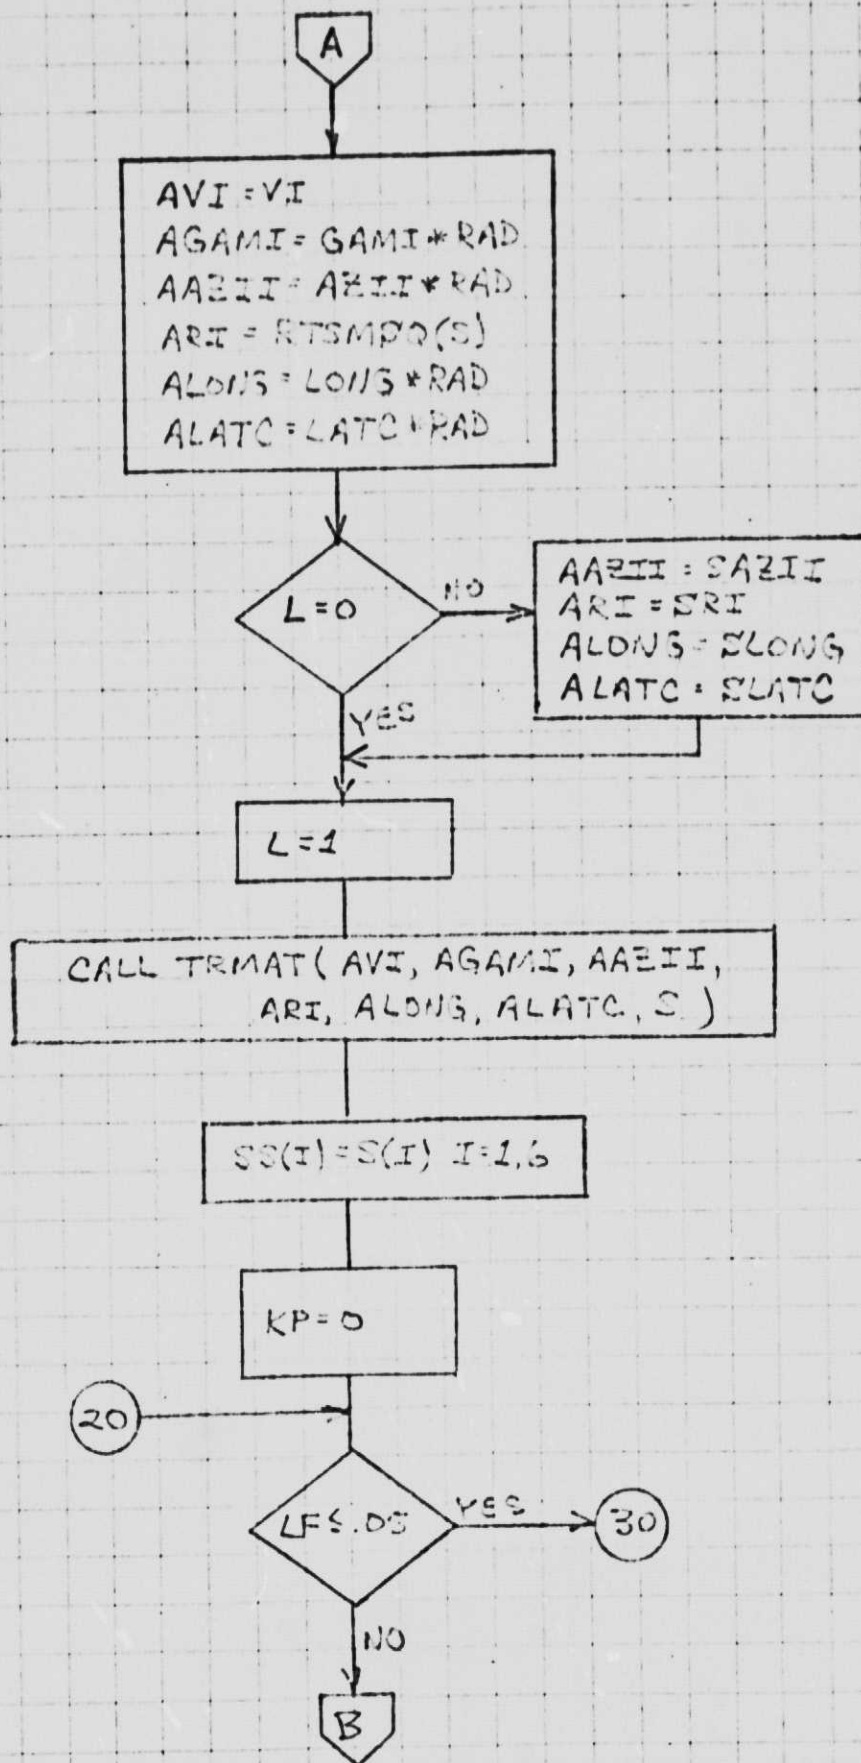 A
AVI = VI
AGAMI = GAMI * RAD
AAZII = AZII * RAD
ARI = (S)
ALONG = LONG * RAD
ALATC = LATC * RAD
L=0
NO
AAZII = SAZII
ARI = SRI
ALONG = SLONG
ALATC = SLATC
YES
L=1
CALL TRMAT( AVI, AGAMI, AAZII,
ARI, ALONG, ALATC, S )
SS(I) = S(I) I=1,6
KP=0
20
LF≤.05
YES
30
NO
B